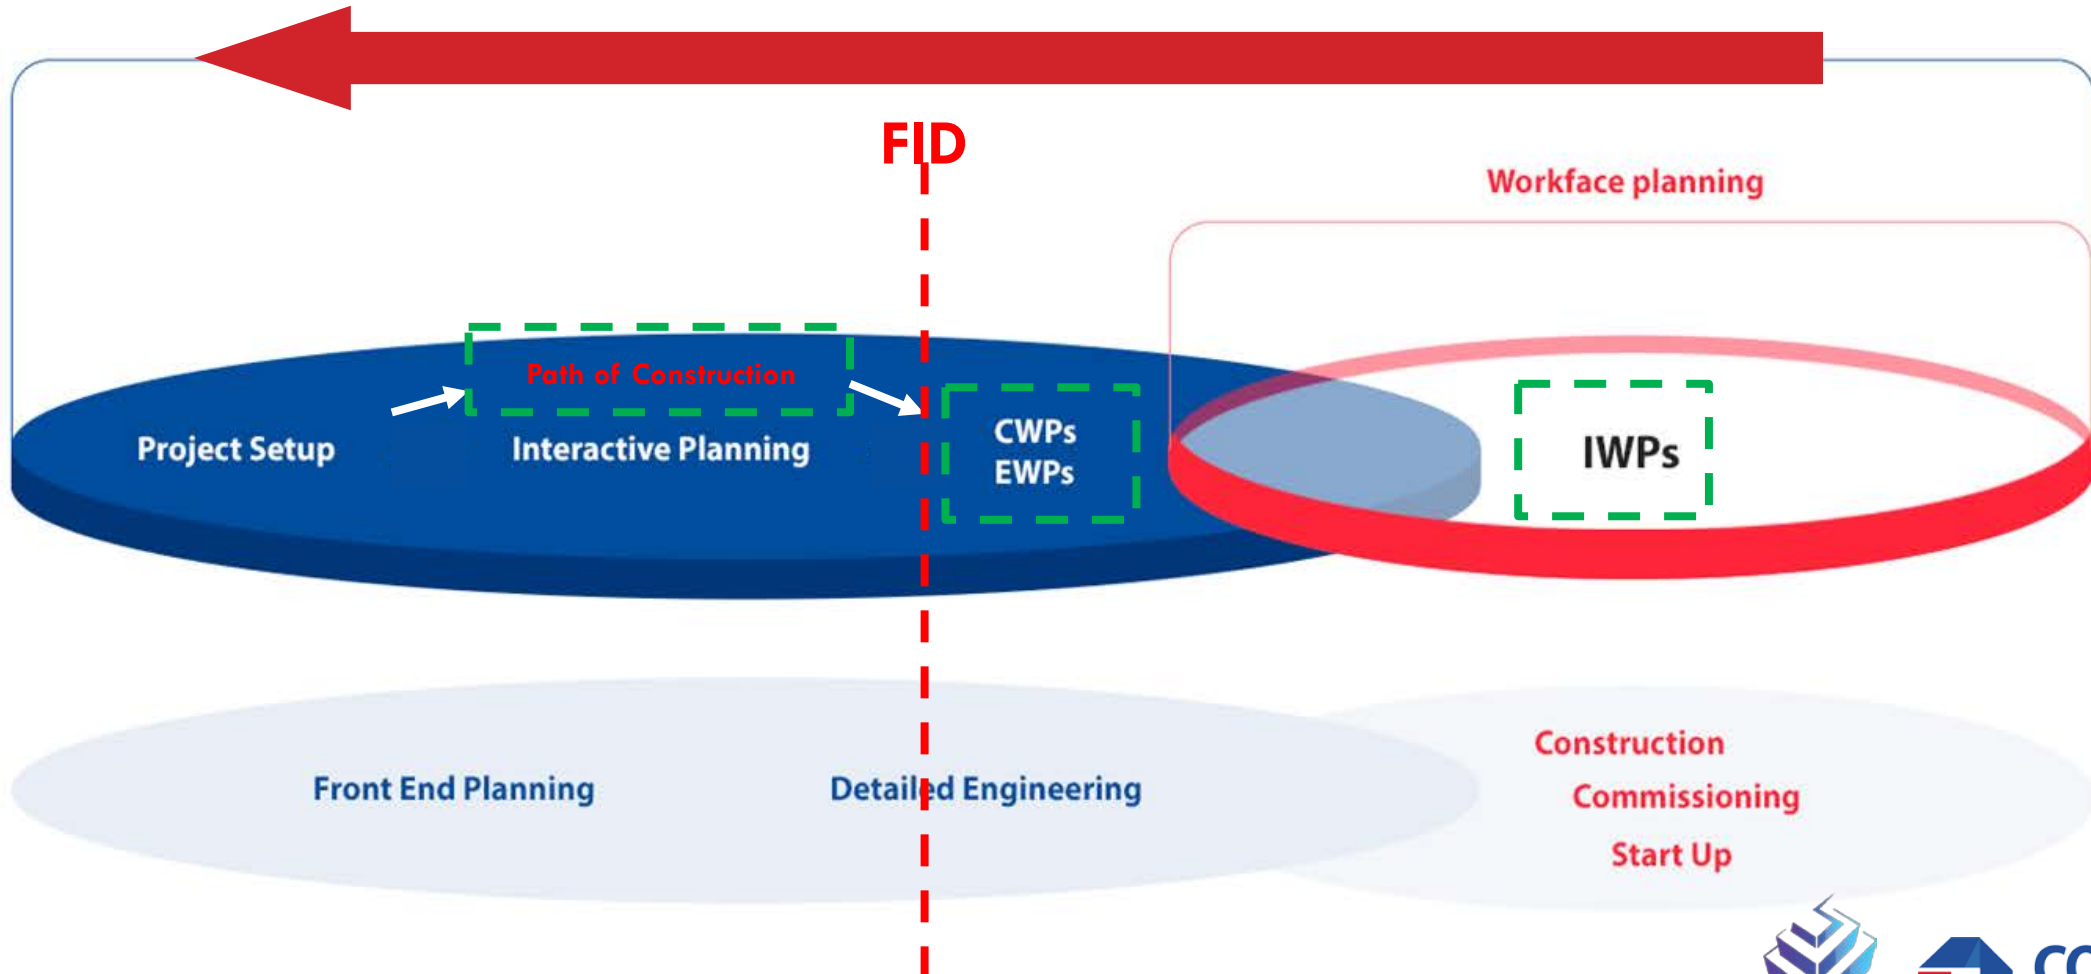 FID
Workface planning
Path of Construction
Project Setup
Interactive Planning
CWPs
EWPs
IWPs
Front End Planning
Detailed Engineering
Construction
Commissioning
Start Up